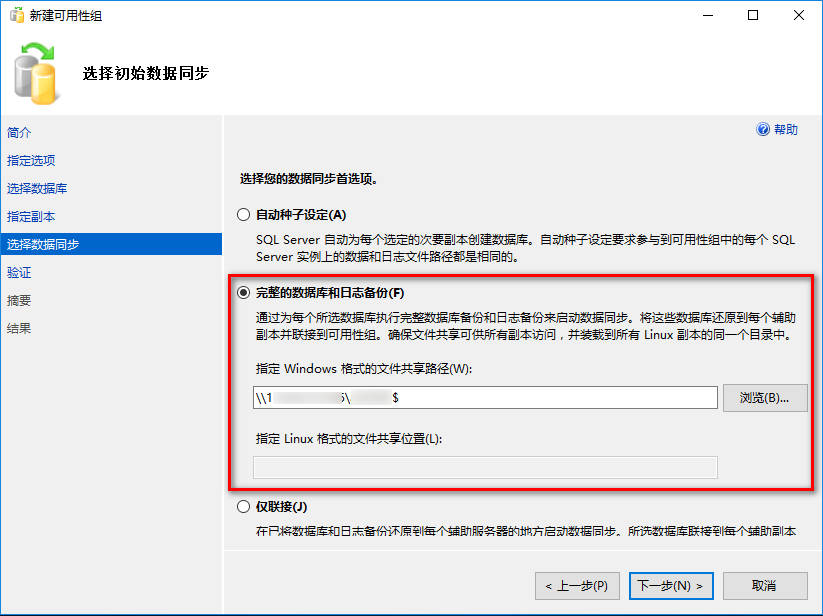 新建可用性组
选择初始数据同步
简介
指定选项
选择数据库
指定副本
选择数据同步
验证
摘要
结果
帮助
选择您的数据同步首选项。
自动种子设定(A)
SQL Server 自动为每个选定的次要副本创建数据库。自动种子设定要求参与到可用性组中的每个 SQL
Server 实例上的数据和日志文件路径都是相同的。
完整的数据库和日志备份(F)
通过为每个所选数据库执行完整数据库备份和日志备份来启动数据同步。将这些数据库还原到每个辅助
副本并联接到可用性组。确保文件共享可供所有副本访问，并装载到所有 Linux 副本的同一个目录中。
指定 Windows 格式的文件共享路径(W):
\\1 \ $
浏览(B)...
指定 Linux 格式的文件共享位置(L):
仅联接(J)
在已将数据库和日志备份还原到每个辅助服务器的地方启动数据同步。所选数据库联接到每个辅助副本
< 上一步(P)
下一步(N) >
取消